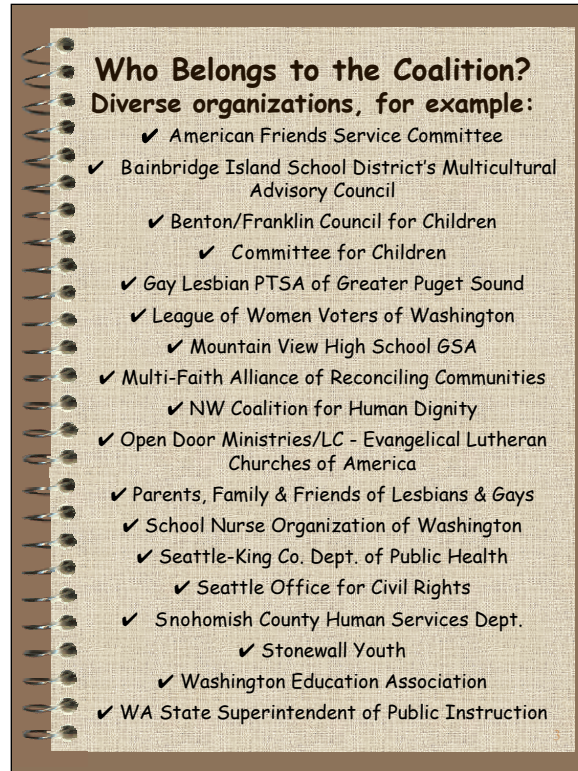 Who Belongs to the Coalition?
Diverse organizations, for example:
✔ American Friends Service Committee
✔ Bainbridge Island School District's Multicultural
Advisory Council
✔ Benton/Franklin Council for Children
✔ Committee for Children
✔ Gay Lesbian PTSA of Greater Puget Sound
✔ League of Women Voters of Washington
✔ Mountain View High School GSA
✔ Multi-Faith Alliance of Reconciling Communities
✔ NW Coalition for Human Dignity
✔ Open Door Ministries/LC - Evangelical Lutheran
Churches of America
✔ Parents, Family & Friends of Lesbians & Gays
✔ School Nurse Organization of Washington
✔ Seattle-King Co. Dept. of Public Health
✔ Seattle Office for Civil Rights
✔ Snohomish County Human Services Dept.
✔ Stonewall Youth
✔ Washington Education Association
✔ WA State Superintendent of Public Instruction